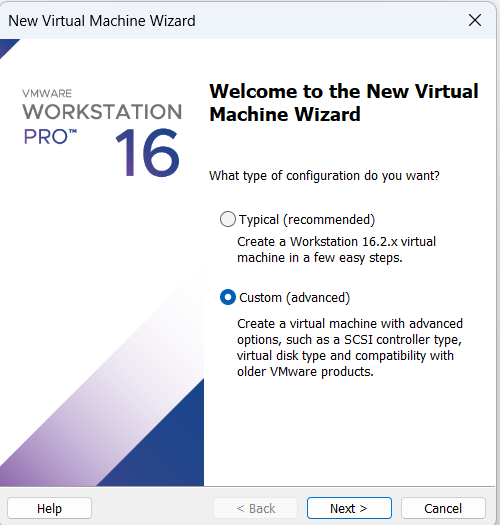 New Virtual Machine Wizard
VMWARE
WORKSTATION
PRO™ 16
Welcome to the New Virtual
Machine Wizard
What type of configuration do you want?
Typical (recommended)
Create a Workstation 16.2.x virtual
machine in a few easy steps.
Custom (advanced)
Create a virtual machine with advanced
options, such as a SCSI controller type,
virtual disk type and compatibility with
older VMware products.
Help
< Back
Next >
Cancel